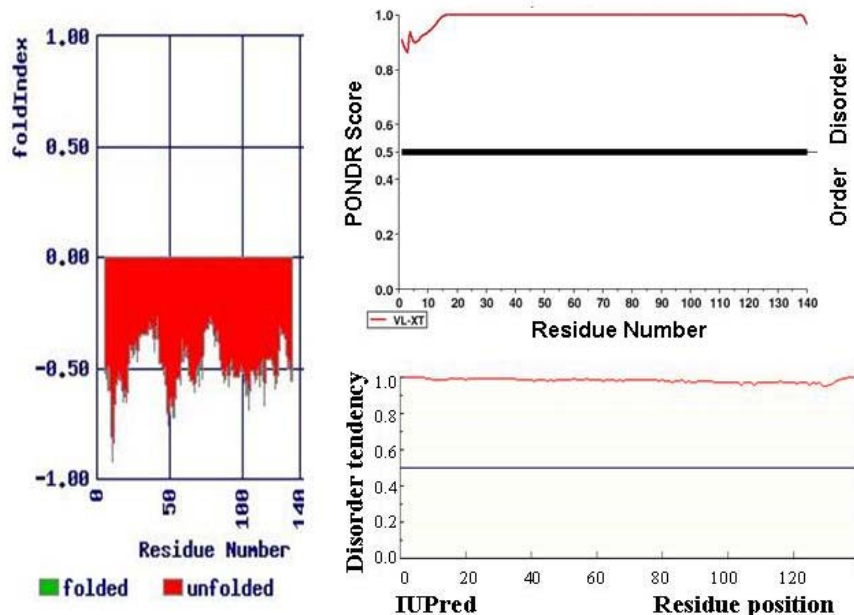 foldIndex
1.00
0.50
0.00
-0.50
-1.00
0
50
100
140
Residue Number
folded
unfolded
PONDR Score
1.0
0.8
0.6
0.5
0.4
0.2
0.0
0 10 20 30 40 50 60 70 80 90 100 110 120 130 140
VL-XT
Residue Number
Disorder
Order
Disorder tendency
1.0
0.8
0.6
0.4
0.2
0.0
0 20 40 60 80 100 120
IUPred Residue position